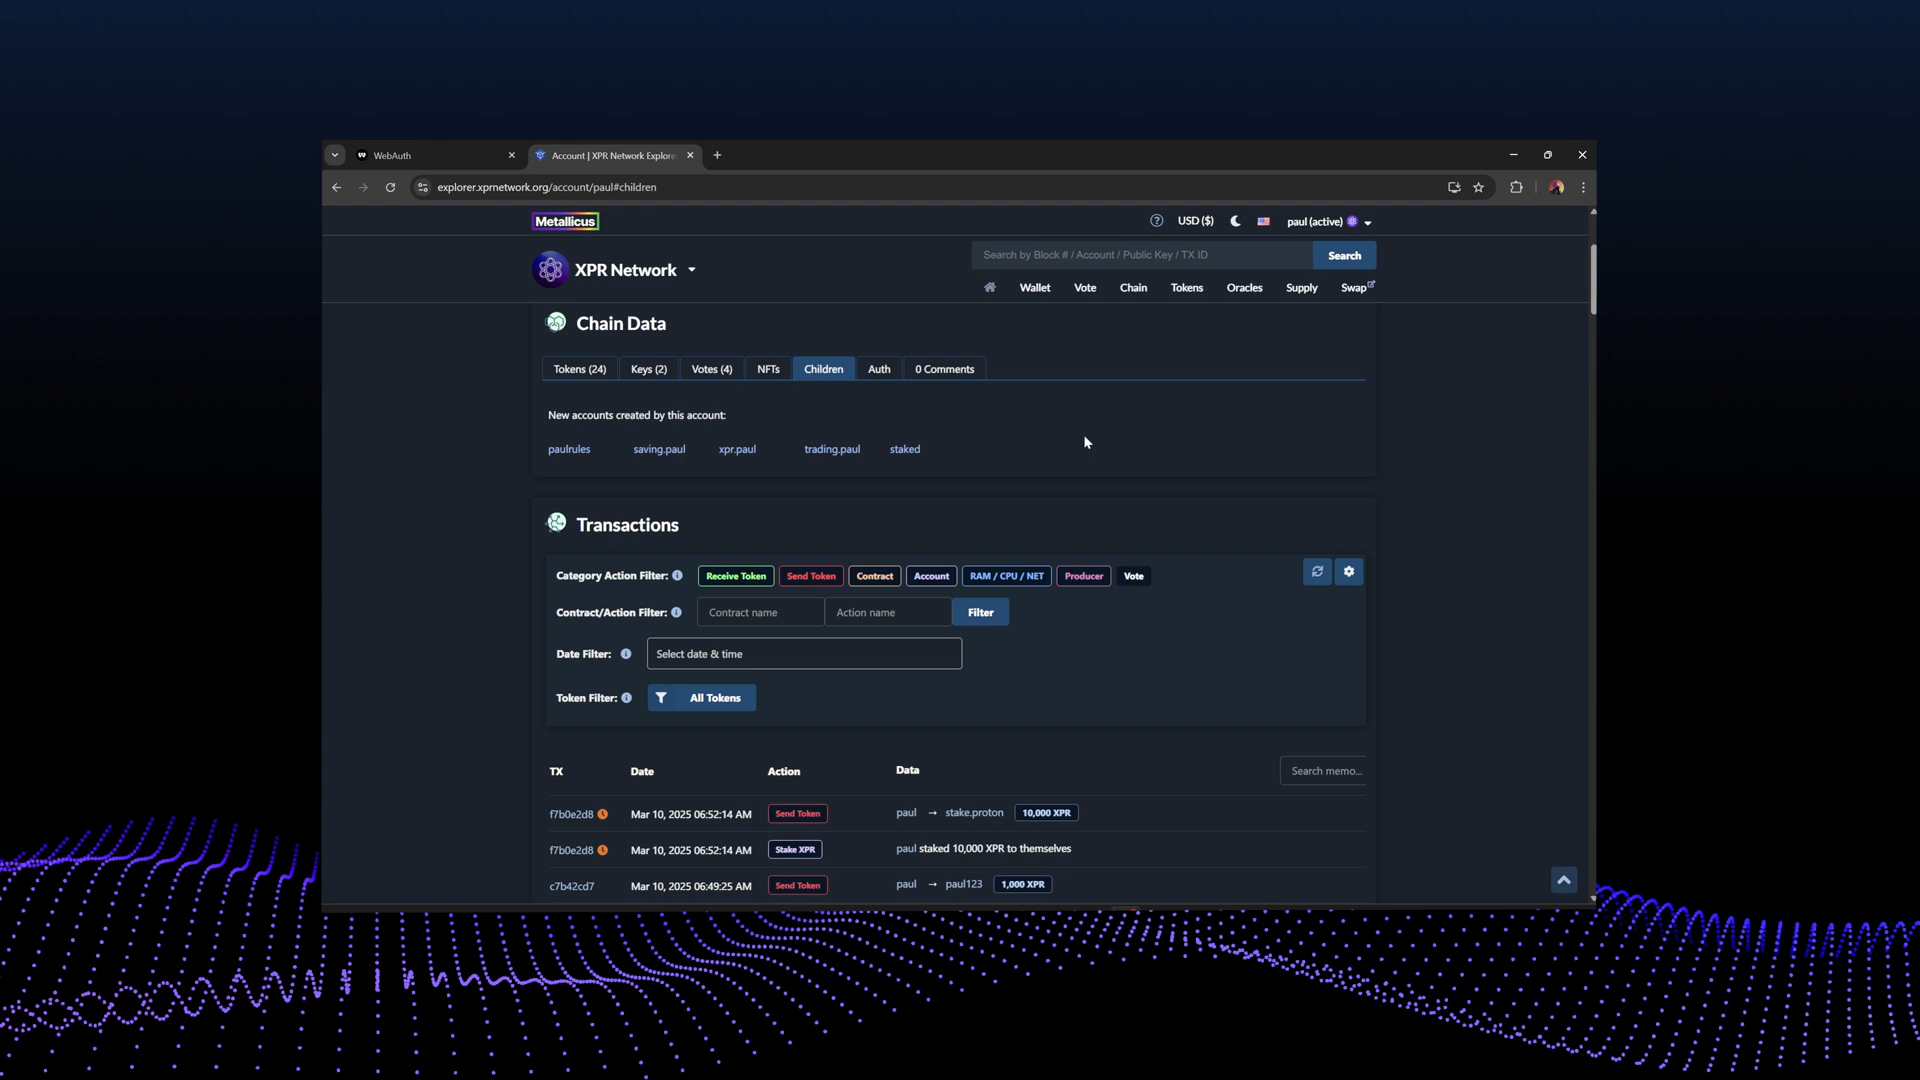 WebAuth
Account | XPR Network Explore
explorer.xprnetwork.org/account/paul#children
Metallicus
USD ($)
paul (active)
XPR Network
Search by Block # / Account / Public Key / TX ID
Search
Wallet Vote Chain Tokens Oracles Supply Swap
Chain Data
Tokens (24) Keys (2) Votes (4) NFTs Children Auth 0 Comments
New accounts created by this account:
paulrules saving.paul xpr.paul trading.paul staked
Transactions
Category Action Filter: Receive Token Send Token Contract Account RAM / CPU / NET Producer Vote
Contract/Action Filter: Contract name Action name Filter
Date Filter: Select date & time
Token Filter: All Tokens
TX Date Action Data Search memo...
f7b0e2d8 Mar 10, 2025 06:52:14 AM Send Token paul → stake.proton 10,000 XPR
f7b0e2d8 Mar 10, 2025 06:52:14 AM Stake XPR paul staked 10,000 XPR to themselves
c7b42cd7 Mar 10, 2025 06:49:25 AM Send Token paul → paul123 1,000 XPR